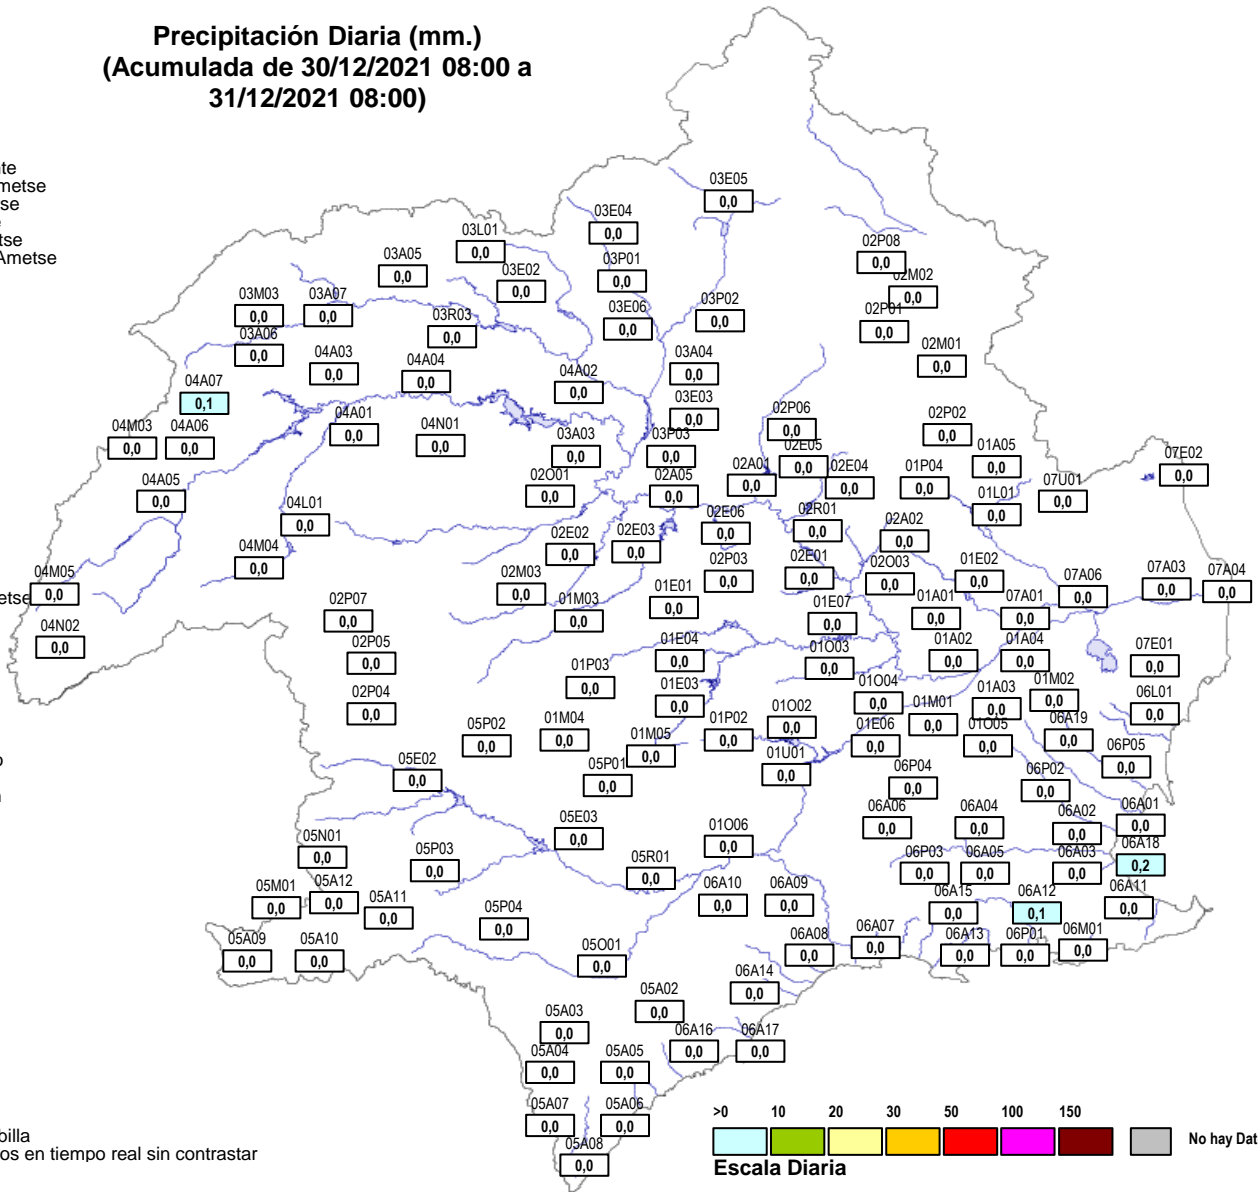 Precipitación Diaria (mm.)
(Acumulada de 30/12/2021 08:00 a
31/12/2021 08:00)
nte
metse
se
tse
Ametse
etse
billa
os en tiempo real sin contrastar
03E05
0,0
03E04
0,0
03L01
0,0
03A05
0,0
03P01
0,0
03E02
0,0
02P08
0,0
02M02
0,0
03M03
0,0
03A07
0,0
03R03
0,0
03E06
0,0
03P02
0,0
02P01
0,0
03A06
0,0
04A03
0,0
04A04
0,0
04A02
0,0
03A04
0,0
02M01
0,0
04A07
0,1
03E03
0,0
04M03
0,0
04A06
0,0
04A01
0,0
04N01
0,0
03A03
0,0
03P03
0,0
02P06
0,0
02P02
0,0
02E05
0,0
01A05
0,0
07E02
0,0
04A05
0,0
02O01
0,0
02A05
0,0
02A01
0,0
02E04
0,0
01P04
0,0
07U01
0,0
04L01
0,0
01L01
0,0
02E06
0,0
02R01
0,0
02A02
0,0
04M04
0,0
02E02
0,0
02E03
0,0
04M05
0,0
02M03
0,0
02P03
0,0
02E01
0,0
02O03
0,0
01E02
0,0
07A06
0,0
07A03
0,0
07A04
0,0
02P07
0,0
01M03
0,0
01E01
0,0
01E07
0,0
01A01
0,0
07A01
0,0
04N02
0,0
02P05
0,0
01E04
0,0
01O03
0,0
01A02
0,0
01A04
0,0
07E01
0,0
01P03
0,0
02P04
0,0
01E03
0,0
01O04
0,0
01A03
0,0
01M02
0,0
06L01
0,0
05P02
0,0
01M04
0,0
01M05
0,0
01P02
0,0
01O02
0,0
01E06
0,0
01M01
0,0
01O05
0,0
06A19
0,0
06P05
0,0
05E02
0,0
05P01
0,0
01U01
0,0
06P04
0,0
06P02
0,0
05E03
0,0
01O06
0,0
06A06
0,0
06A04
0,0
06A02
0,0
06A01
0,0
05N01
0,0
05P03
0,0
05R01
0,0
06P03
0,0
06A05
0,0
06A03
0,0
06A18
0,2
05M01
0,0
05A12
0,0
05A11
0,0
06A10
0,0
06A09
0,0
06A15
0,0
06A12
0,1
06A11
0,0
05P04
0,0
05A09
0,0
05A10
0,0
05O01
0,0
06A08
0,0
06A07
0,0
06A13
0,0
06P01
0,0
06M01
0,0
06A14
0,0
05A02
0,0
05A03
0,0
06A16
0,0
06A17
0,0
05A04
0,0
05A05
0,0
05A07
0,0
05A06
0,0
05A08
0,0
>0 10 20 30 50 100 150
No hay Dat
Escala Diaria